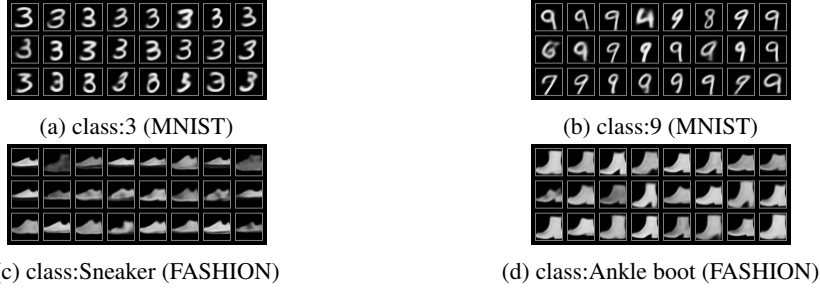 (a) class:3 (MNIST)
(b) class:9 (MNIST)
c) class:Sneaker (FASHION)
(d) class:Ankle boot (FASHION)